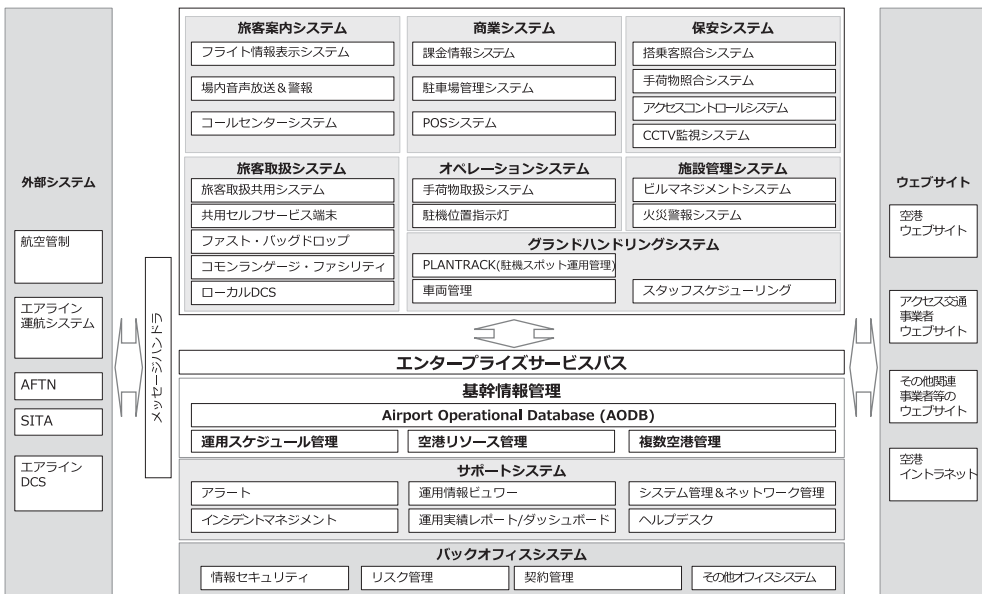 外部システム
航空管制
エアライン
運航システム
AFTN
SITA
エアライン
DCS
メッセージハンドラ
旅客案内システム
フライト情報表示システム
場内音声放送＆警報
コールセンターシステム
商業システム
課金情報システム
駐車場管理システム
POSシステム
保安システム
搭乗客照合システム
手荷物照合システム
アクセスコントロールシステム
CCTV監視システム
旅客取扱システム
旅客取扱共用システム
共用セルフサービス端末
ファスト・バッグドロップ
コモンランゲージ・ファシリティ
ローカルDCS
オペレーションシステム
手荷物取扱システム
駐機位置指示灯
施設管理システム
ビルマネジメントシステム
火災警報システム
グランドハンドリングシステム
PLANTRACK(駐機スポット運用管理)
車両管理
スタッフスケジューリング
エンタープライズサービスバス
基幹情報管理
Airport Operational Database (AODB)
運用スケジュール管理
空港リソース管理
複数空港管理
サポートシステム
アラート
運用情報ビュワー
システム管理＆ネットワーク管理
インシデントマネジメント
運用実績レポート/ダッシュボード
ヘルプデスク
バックオフィスシステム
情報セキュリティ
リスク管理
契約管理
その他オフィスシステム
ウェブサイト
空港
ウェブサイト
アクセス交通
事業者
ウェブサイト
その他関連
事業者等の
ウェブサイト
空港
イントラネット